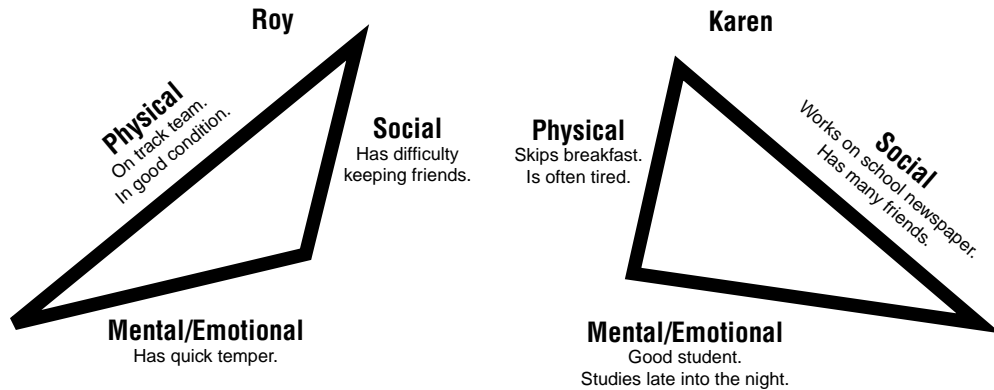 Roy
Physical
On track team.
In good condition.
Social
Has difficulty
keeping friends.
Mental/Emotional
Has quick temper.
Karen
Physical
Skips breakfast.
Is often tired.
Social
Works on school newspaper.
Has many friends.
Mental/Emotional
Good student.
Studies late into the night.